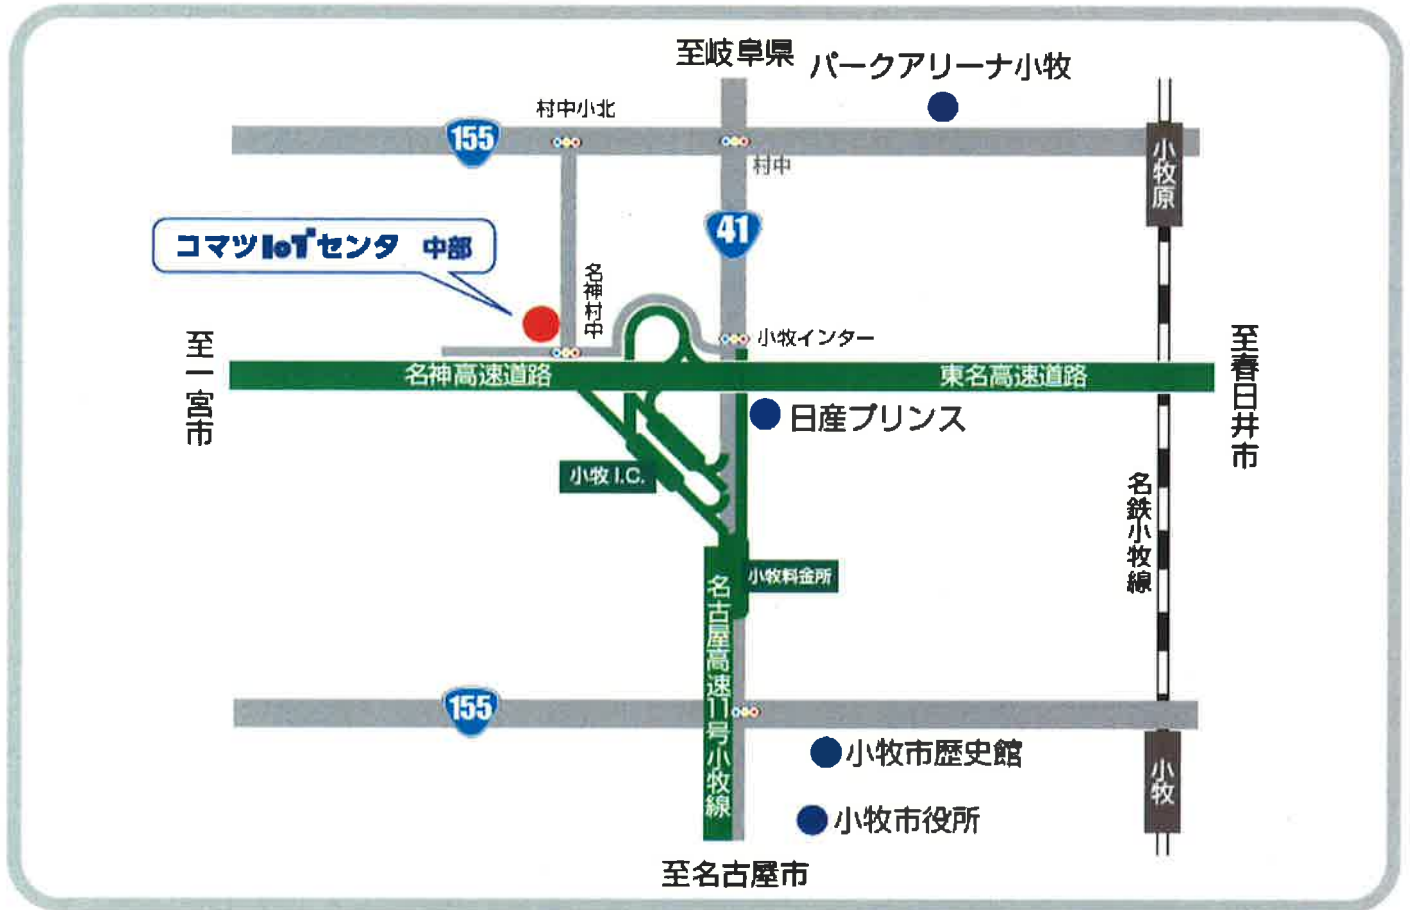 至岐阜県
パークアリーナ小牧
村中小北
155
村中
小牧原
41
コマツIoTセンタ 中部
名神村中
小牧インター
至一宮市
至春日井市
名神高速道路
東名高速道路
日産プリンス
小牧 I.C.
名鉄小牧線
小牧料金所
名古屋高速11号小牧線
155
小牧市歴史館
小牧
小牧市役所
至名古屋市